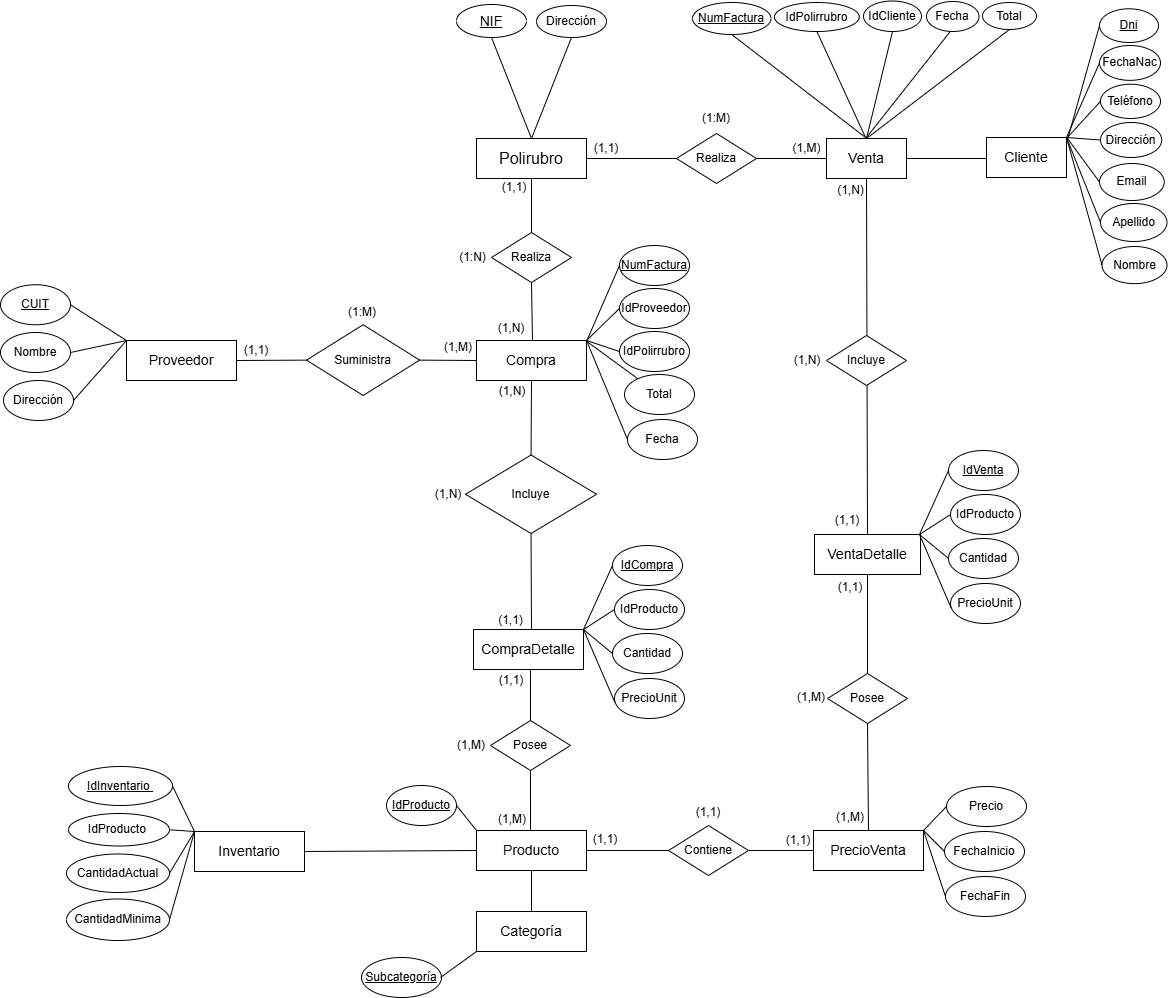 NIF
Dirección
NumFactura
IdPolirrubro
IdCliente
Fecha
Total
Dni
FechaNac
Teléfono
Dirección
Email
Apellido
Nombre
(1:M)
Polirubro
(1,1)
Realiza
(1,M)
Venta
Cliente
(1,1)
(1,N)
(1:N)
Realiza
NumFactura
IdProveedor
IdPolirrubro
Total
Fecha
CUIT
Nombre
Dirección
(1:M)
(1,N)
Proveedor
(1,1)
Suministra
(1,M)
Compra
(1,N)
(1,N)
Incluye
(1,N)
Incluye
IdVenta
IdProducto
Cantidad
PrecioUnit
(1,1)
VentaDetalle
(1,1)
IdCompra
IdProducto
Cantidad
PrecioUnit
(1,1)
CompraDetalle
(1,1)
(1,M)
Posee
(1,M)
Posee
IdInventario
IdProducto
CantidadActual
CantidadMinima
Inventario
IdProducto
(1,M)
Producto
(1,1)
(1,1)
Contiene
(1,1)
(1,M)
PrecioVenta
Precio
FechaInicio
FechaFin
Categoría
Subcategoría